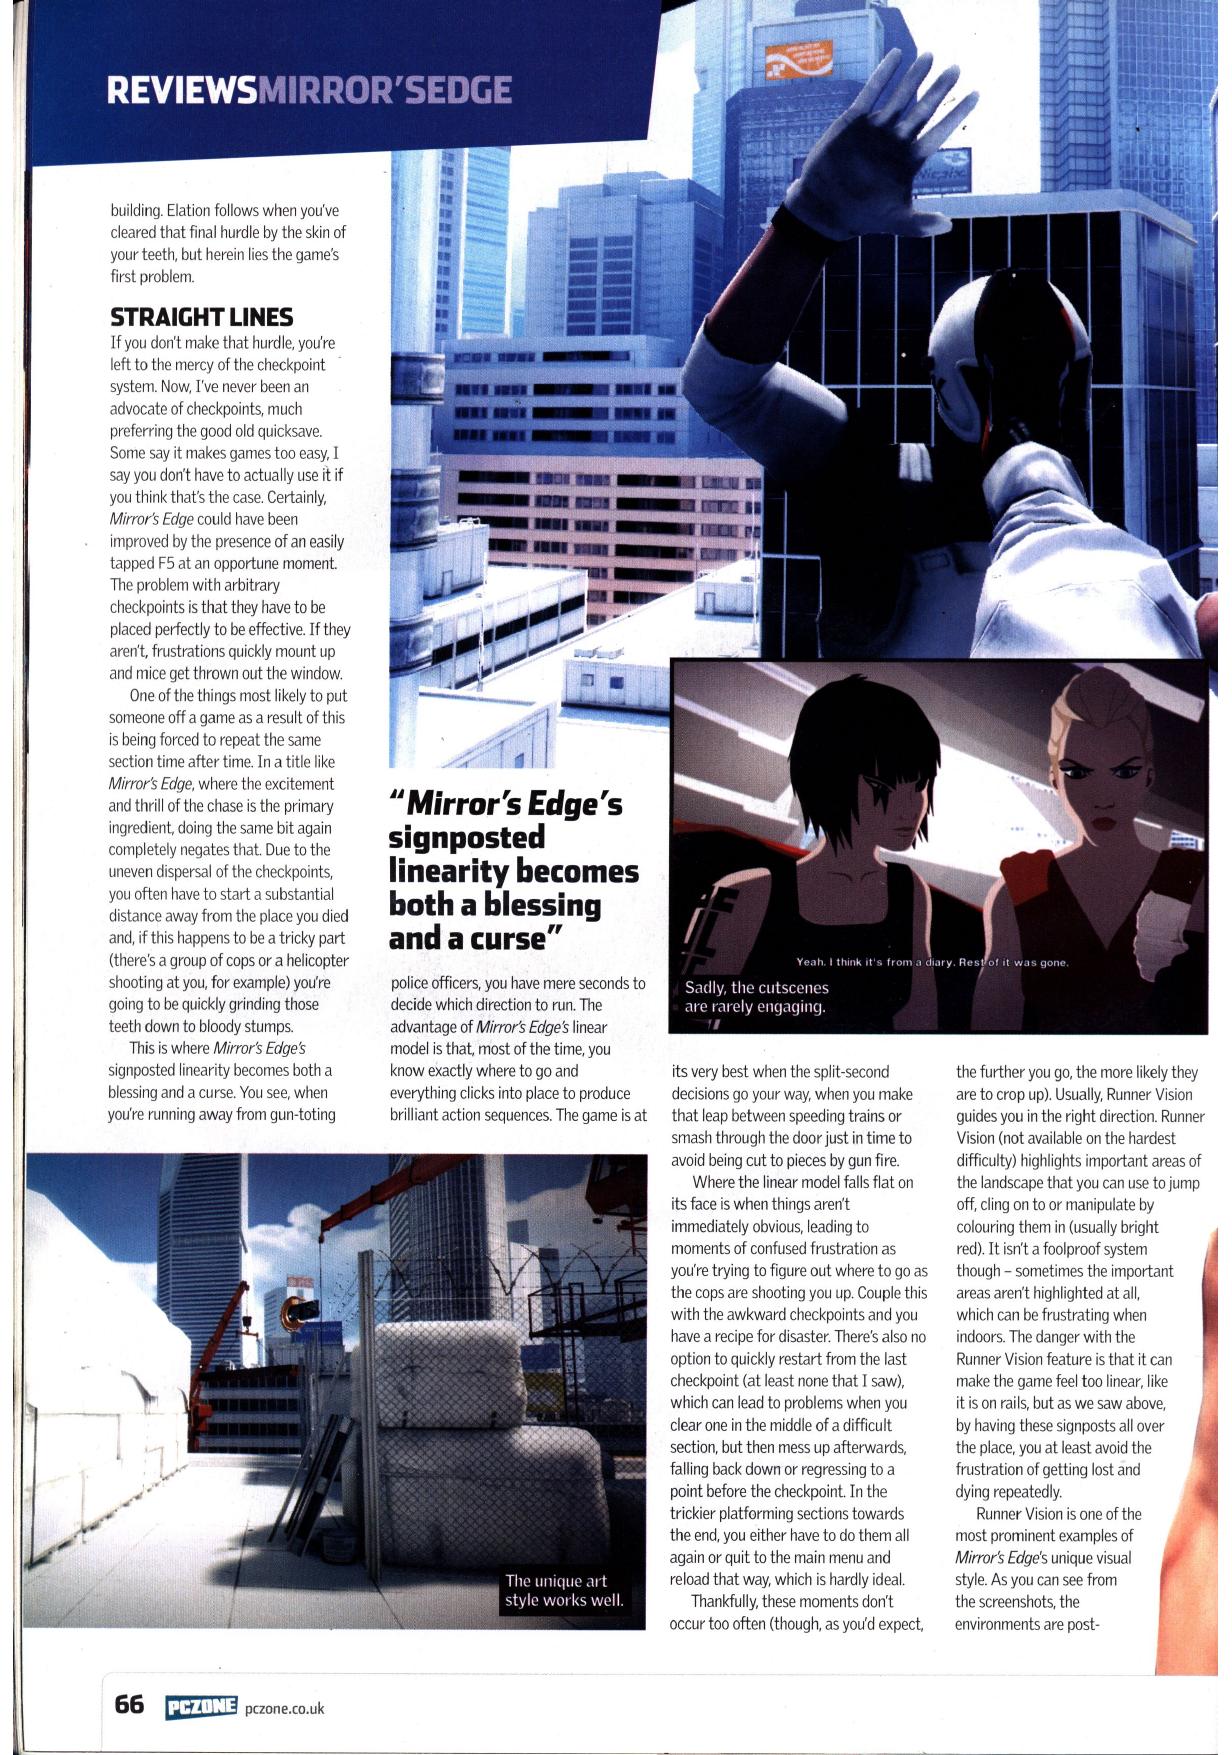 REVIEWSMIRROR'SEDGE
building. Elation follows when you've
cleared that final hurdle by the skin of
your teeth, but herein lies the game's
first problem.
STRAIGHT LINES
If you don't make that hurdle, you're
left to the mercy of the checkpoint
system. Now, I've never been an
advocate of checkpoints, much
preferring the good old quicksave.
Some say it makes games too easy, I
say you don't have to actually use it if
you think that's the case. Certainly,
Mirror's Edge could have been
improved by the presence of an easily
tapped F5 at an opportune moment.
The problem with arbitrary
checkpoints is that they have to be
placed perfectly to be effective. If they
aren't, frustrations quickly mount up
and mice get thrown out the window.
One of the things most likely to put
someone off a game as a result of this
is being forced to repeat the same
section time after time. In a title like
Mirror's Edge, where the excitement
and thrill of the chase is the primary
ingredient, doing the same bit again
completely negates that. Due to the
uneven dispersal of the checkpoints,
you often have to start a substantial
distance away from the place you died
and, if this happens to be a tricky part
(there's a group of cops or a helicopter
shooting at you, for example) you're
going to be quickly grinding those
teeth down to bloody stumps.
This is where Mirror's Edge's
signposted linearity becomes both a
blessing and a curse. You see, when
you're running away from gun-toting
"Mirror's Edge's
signposted
linearity becomes
both a blessing
and a curse"
police officers, you have mere seconds to
decide which direction to run. The
advantage of Mirror's Edge's linear
model is that, most of the time, you
know exactly where to go and
everything clicks into place to produce
brilliant action sequences. The game is at
Yeah. I think it's from a diary. Rest of it was gone.
Sadly, the cutscenes
are rarely engaging.
its very best when the split-second
decisions go your way, when you make
that leap between speeding trains or
smash through the door just in time to
avoid being cut to pieces by gun fire.
Where the linear model falls flat on
its face is when things aren't
immediately obvious, leading to
moments of confused frustration as
you're trying to figure out where to go as
the cops are shooting you up. Couple this
with the awkward checkpoints and you
have a recipe for disaster. There's also no
option to quickly restart from the last
checkpoint (at least none that I saw),
which can lead to problems when you
clear one in the middle of a difficult
section, but then mess up afterwards,
falling back down or regressing to a
point before the checkpoint. In the
trickier platforming sections towards
the end, you either have to do them all
again or quit to the main menu and
reload that way, which is hardly ideal.
Thankfully, these moments don't
occur too often (though, as you'd expect,
the further you go, the more likely they
are to crop up). Usually, Runner Vision
guides you in the right direction. Runner
Vision (not available on the hardest
difficulty) highlights important areas of
the landscape that you can use to jump
off, cling on to or manipulate by
colouring them in (usually bright
red). It isn't a foolproof system
though – sometimes the important
areas aren't highlighted at all,
which can be frustrating when
indoors. The danger with the
Runner Vision feature is that it can
make the game feel too linear, like
it is on rails, but as we saw above,
by having these signposts all over
the place, you at least avoid the
frustration of getting lost and
dying repeatedly.
Runner Vision is one of the
most prominent examples of
Mirror's Edge's unique visual
style. As you can see from
the screenshots, the
environments are post-
The unique art
style works well.
66 PCZONE pczone.co.uk